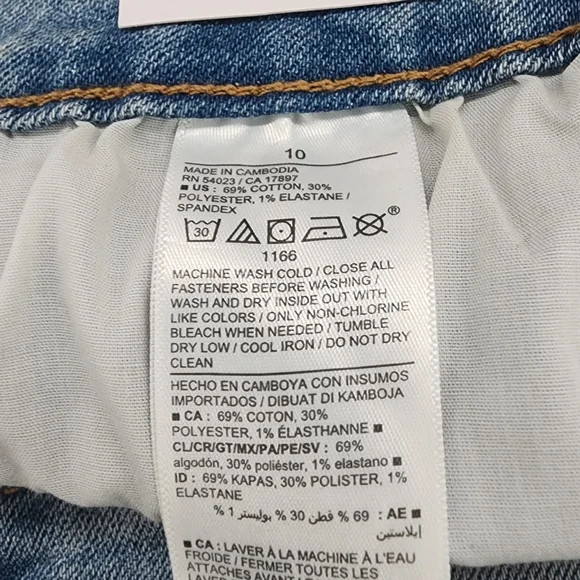 10
MADE IN CAMBODIA
RN 54023 / CA 17897
■ US : 69% COTTON, 30%
POLYESTER, 1% ELASTANE /
SPANDEX
30
®
1166
MACHINE WASH COLD / CLOSE ALL
FASTENERS BEFORE WASHING /
WASH AND DRY INSIDE OUT WITH
LIKE COLORS / ONLY NON-CHLORINE
BLEACH WHEN NEEDED / TUMBLE
DRY LOW / COOL IRON / DO NOT DRY
CLEAN
HECHO EN CAMBOYA CON INSUMOS
IMPORTADOS / DIBUAT DI KAMBOJA
■ CA : 69% COTON, 30%
POLYESTER, 1% ÉLASTHANNE ■
CL/CR/GT/MX/PA/PE/SV : 69%
algodón, 30% poliéster, 1% elastano ■
ID : 69% KAPAS, 30% POLISTER, 1%
ELASTANE
■ AE : 69 % قطن 30 % بوليستر 1 %
إيلاستين
■ CA : LAVER À LA MACHINE À L'EAU
FROIDE / FERMER TOUTES LES
ATTACHES AVANT